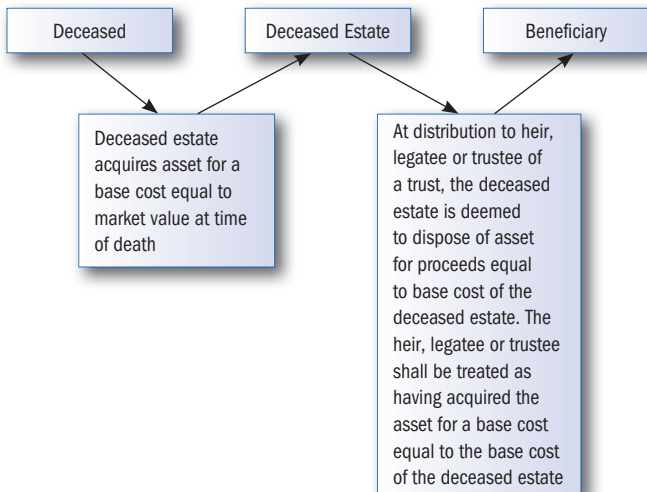 Deceased
Deceased Estate
Beneficiary
Deceased estate
acquires asset for a
base cost equal to
market value at time
of death
At distribution to heir,
legatee or trustee of
a trust, the deceased
estate is deemed
to dispose of asset
for proceeds equal
to base cost of the
deceased estate. The
heir, legatee or trustee
shall be treated as
having acquired the
asset for a base cost
equal to the base cost
of the deceased estate